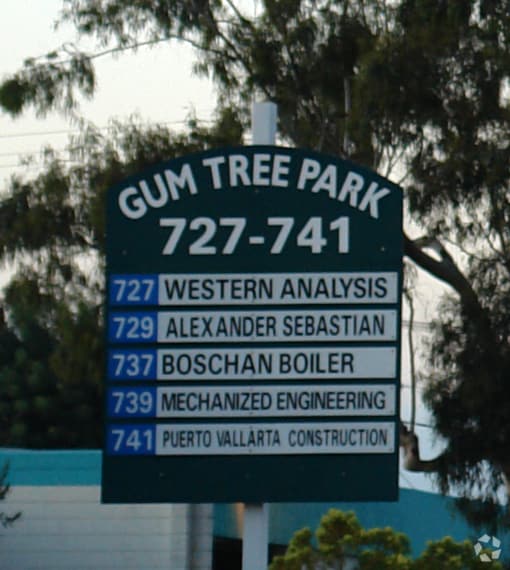 GUM TREE PARK
727-741
727 WESTERN ANALYSIS
729 ALEXANDER SEBASTIAN
737 BOSCHAN BOILER
739 MECHANIZED ENGINEERING
741 PUERTO VALLARTA CONSTRUCTION